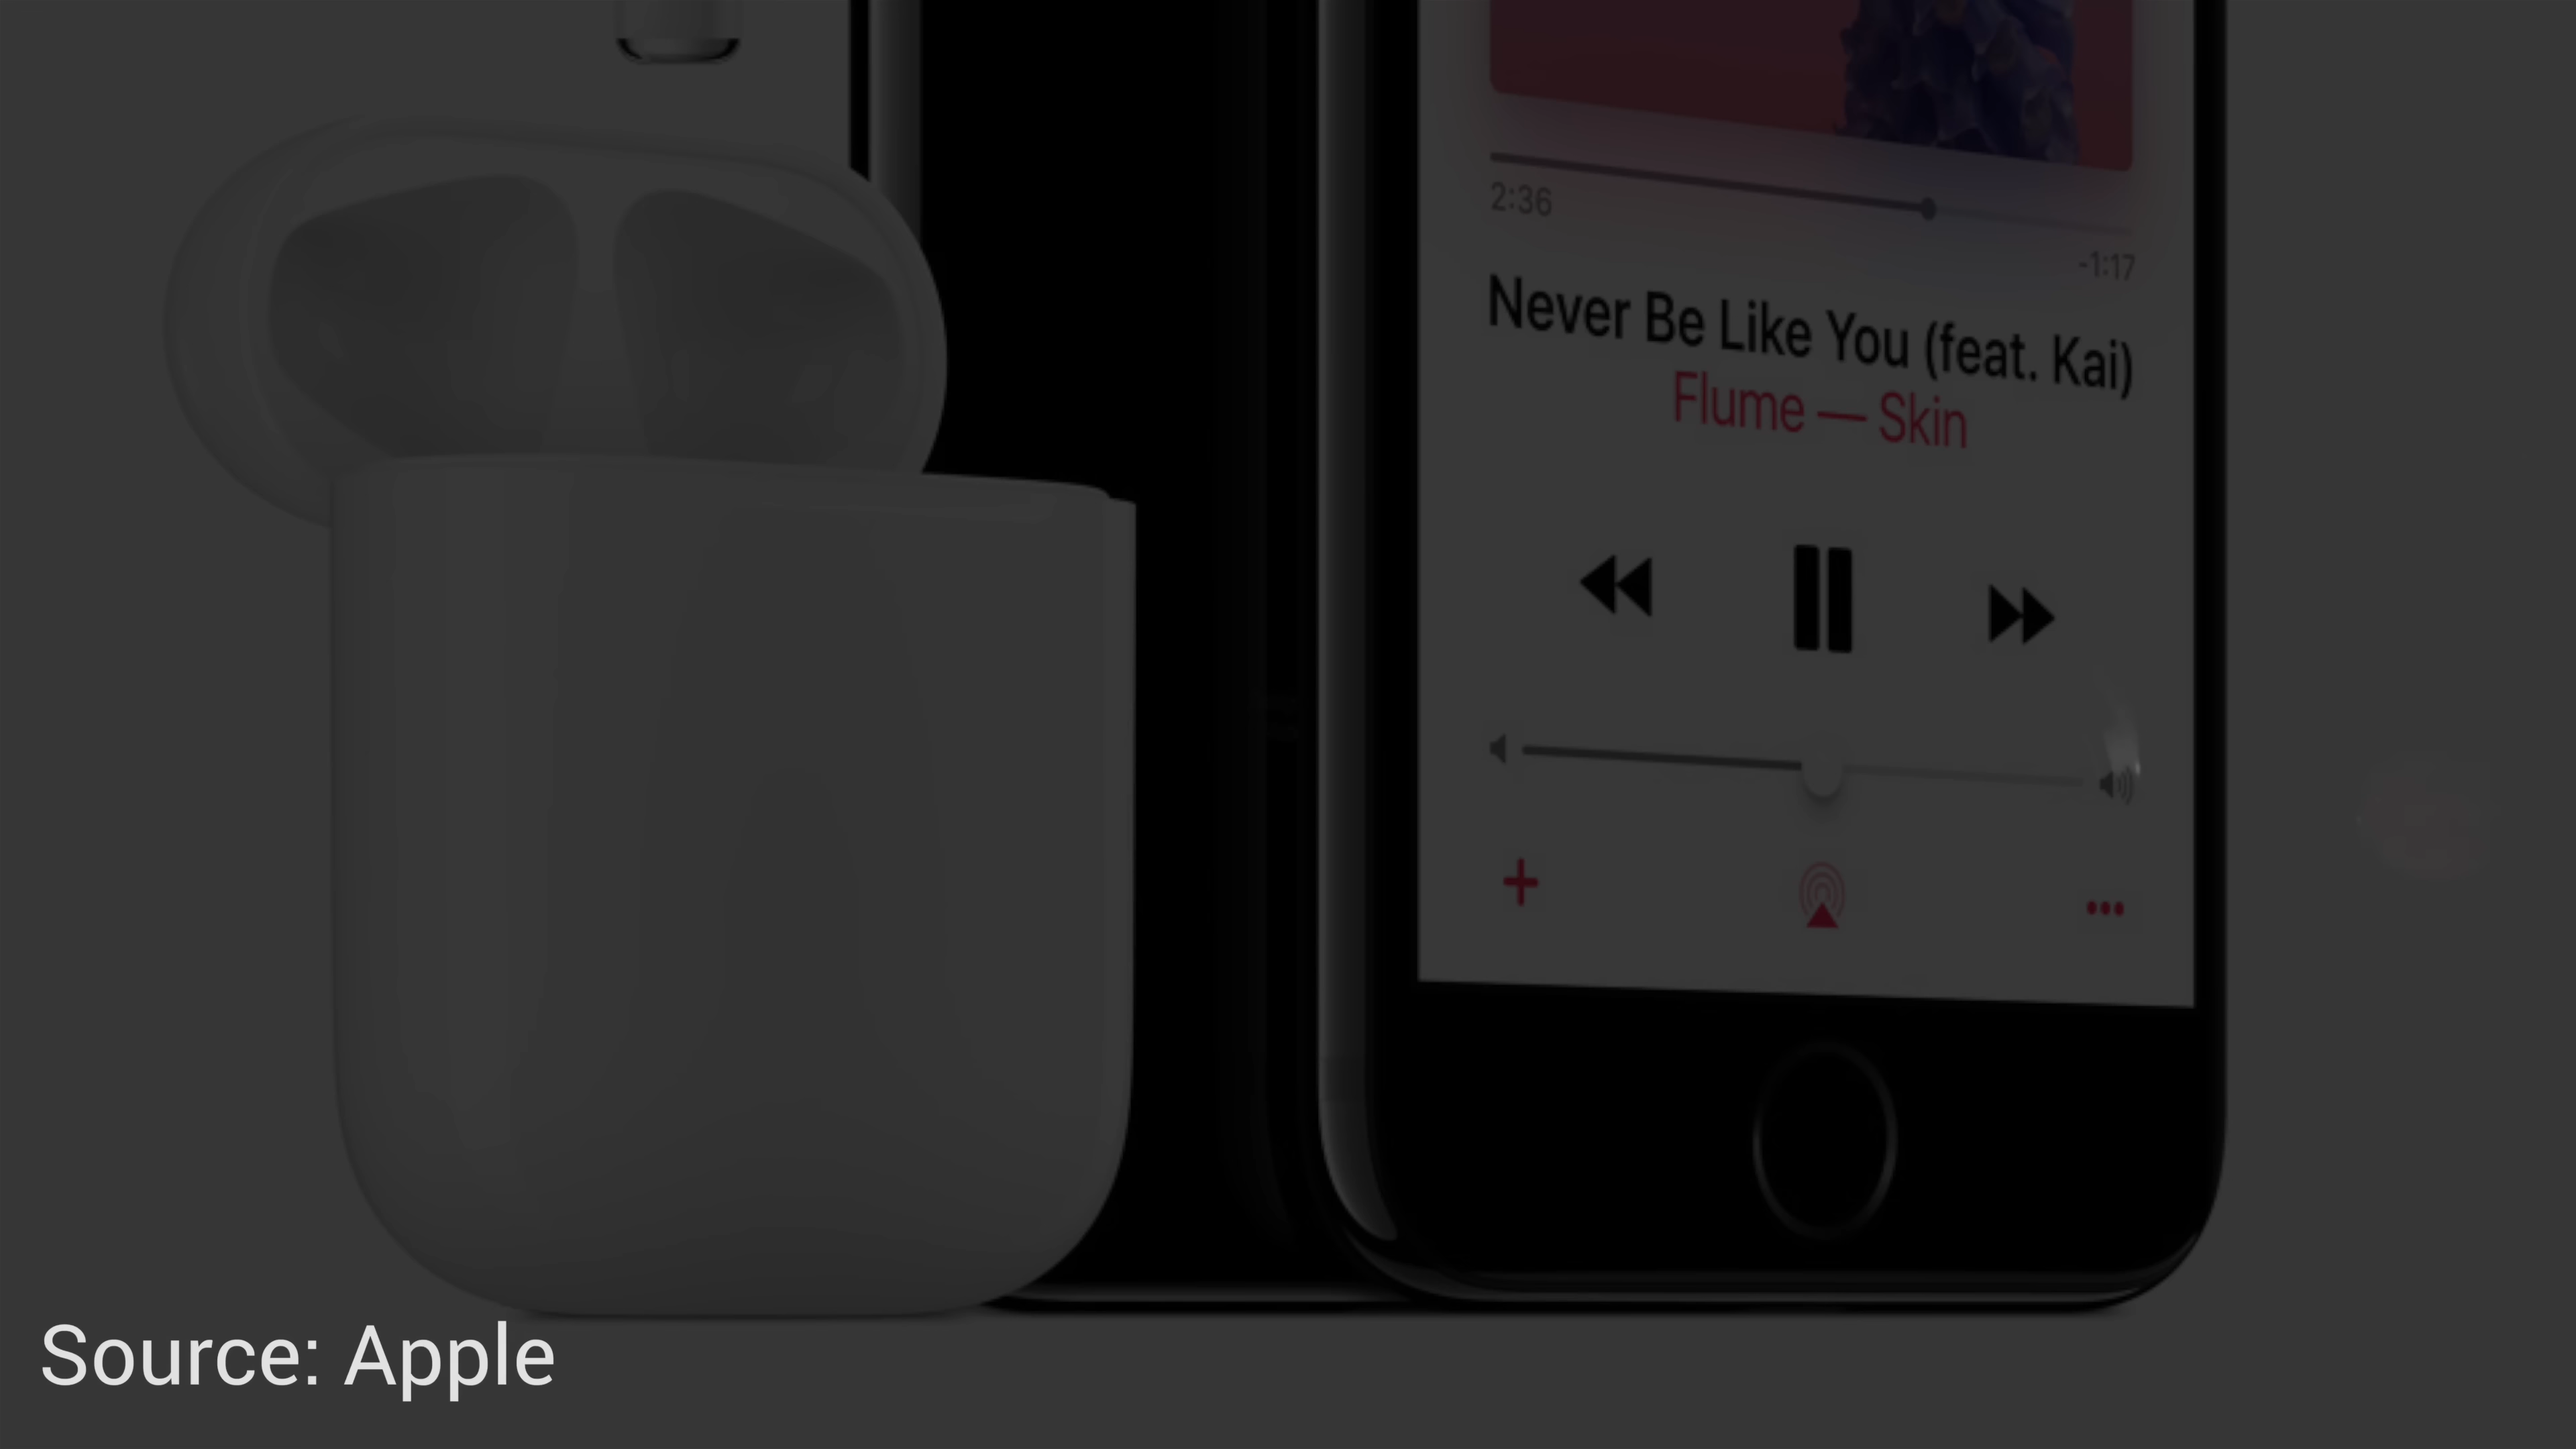 2:36
-1:17
Never Be Like You (feat. Kai)
Flume — Skin
Source: Apple